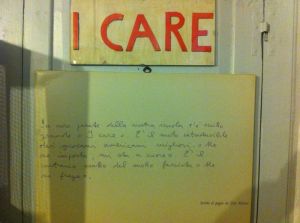 I CARE
Su una parete della nostra scuola c'è scritto
grande « I care ». È il motto intraducibile
dei giovani americani migliori. « Me
ne importa, mi sta a cuore ». È il
contrario esatto del motto fascista « Me
ne frego ».